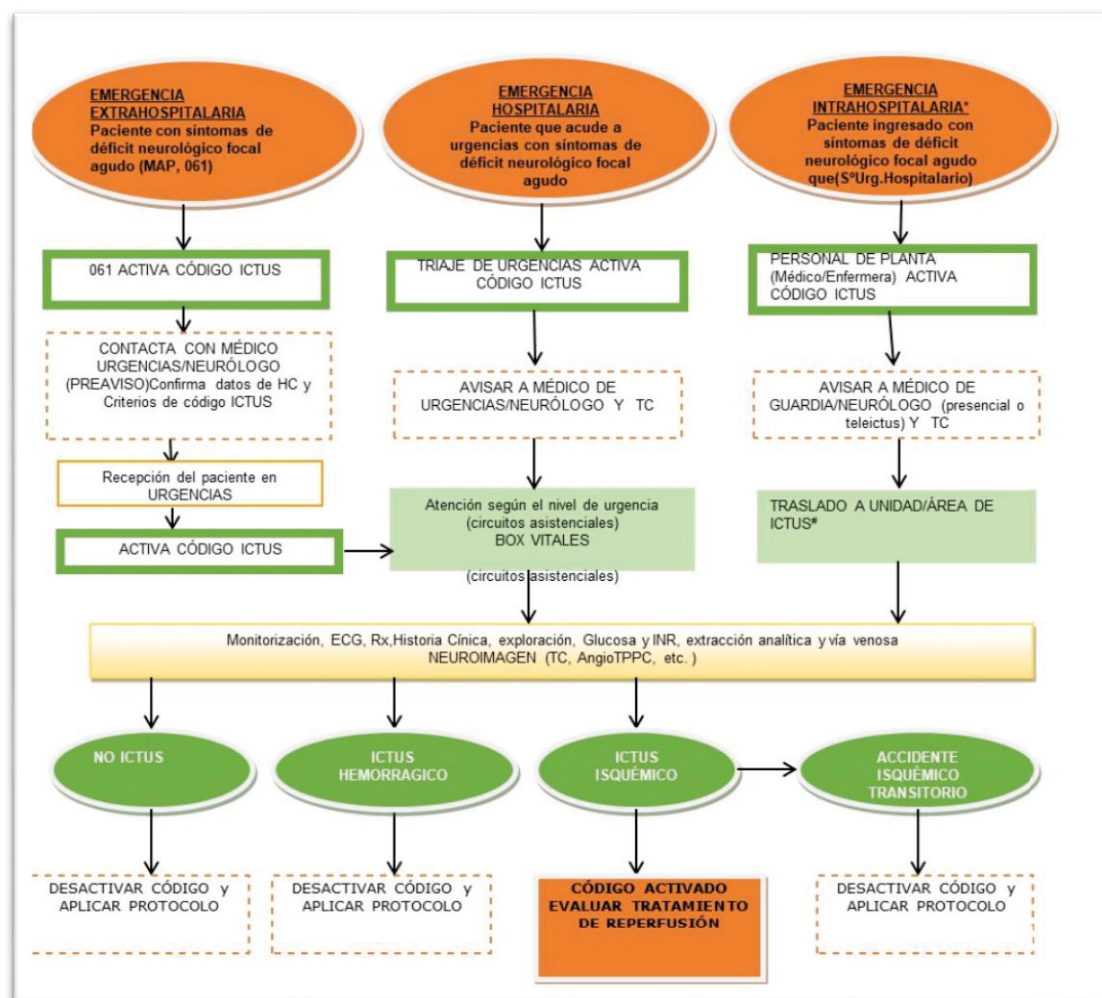 EMERGENCIA
EXTRAHOSPITALARIA
Paciente con síntomas de
déficit neurológico focal
agudo (MAP, 061)
EMERGENCIA
HOSPITALARIA
Paciente que acude a
urgencias con síntomas de
déficit neurológico focal
agudo
EMERGENCIA
INTRAHOSPITALARIA*
Paciente ingresado con
síntomas de déficit
neurológico focal agudo
que(SºUrg.Hospitalario)
061 ACTIVA CÓDIGO ICTUS
TRIAJE DE URGENCIAS ACTIVA
CÓDIGO ICTUS
PERSONAL DE PLANTA
(Médico/Enfermera) ACTIVA
CÓDIGO ICTUS
CONTACTA CON MÉDICO
URGENCIAS/NEURÓLOGO
(PREAVISO)Confirma datos de HC y
Criterios de código ICTUS
AVISAR A MÉDICO DE
URGENCIAS/NEURÓLOGO Y TC
AVISAR A MÉDICO DE
GUARDIA/NEURÓLOGO (presencial o
teleictus) Y TC
Recepción del paciente en
URGENCIAS
ACTIVA CÓDIGO ICTUS
Atención según el nivel de urgencia
(circuitos asistenciales)
BOX VITALES
(circuitos asistenciales)
TRASLADO A UNIDAD/ÁREA DE
ICTUS#
Monitorización, ECG, Rx,Historia Cínica, exploración, Glucosa y INR, extracción analítica y vía venosa
NEUROIMAGEN (TC, AngioTPPC, etc. )
NO ICTUS
ICTUS
HEMORRAGICO
ICTUS
ISQUÉMICO
ACCIDENTE
ISQUÉMICO
TRANSITORIO
DESACTIVAR CÓDIGO y
APLICAR PROTOCOLO
DESACTIVAR CÓDIGO y
APLICAR PROTOCOLO
CÓDIGO ACTIVADO
EVALUAR TRATAMIENTO
DE REPERFUSIÓN
DESACTIVAR CÓDIGO y
APLICAR PROTOCOLO